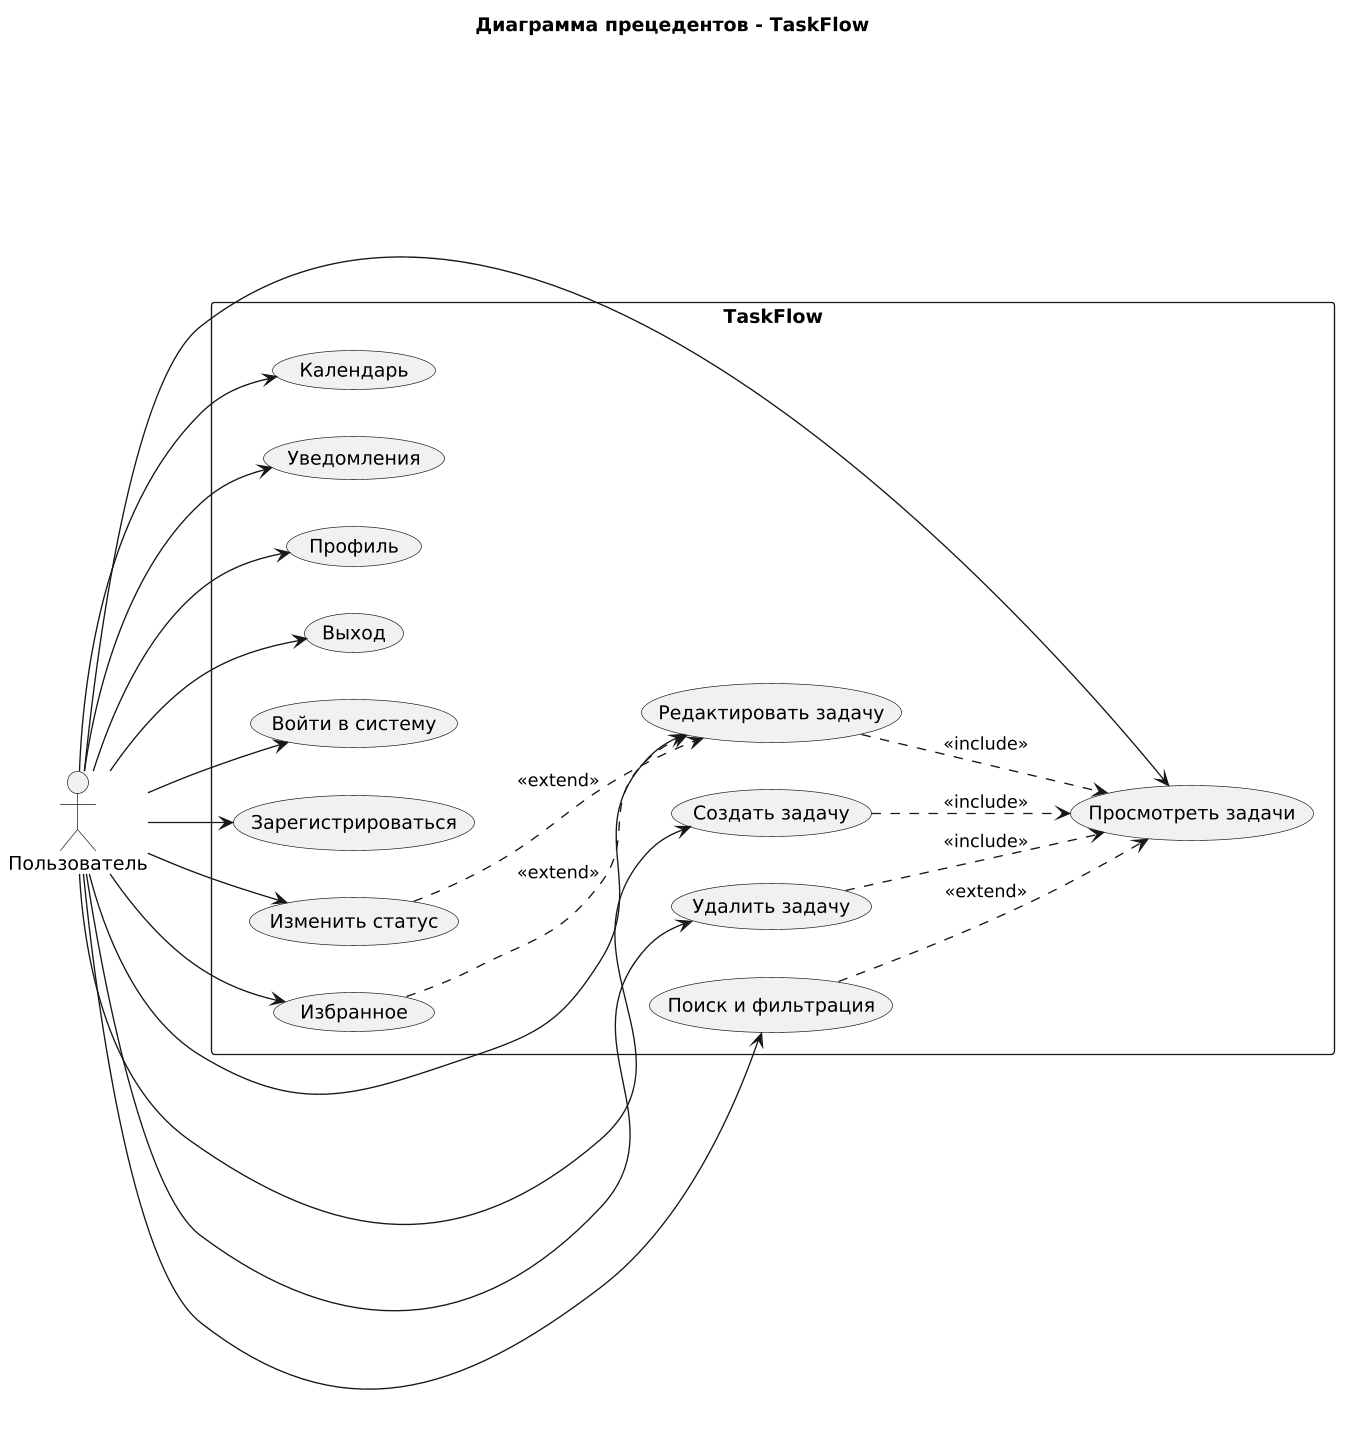 Диаграмма прецедентов - TaskFlow
TaskFlow
Календарь
Уведомления
Профиль
Выход
Войти в систему
Зарегистрироваться
Изменить статус
Избранное
Пользователь
Редактировать задачу
Создать задачу
Удалить задачу
Поиск и фильтрация
Просмотреть задачи
«extend»
«extend»
«include»
«include»
«include»
«extend»